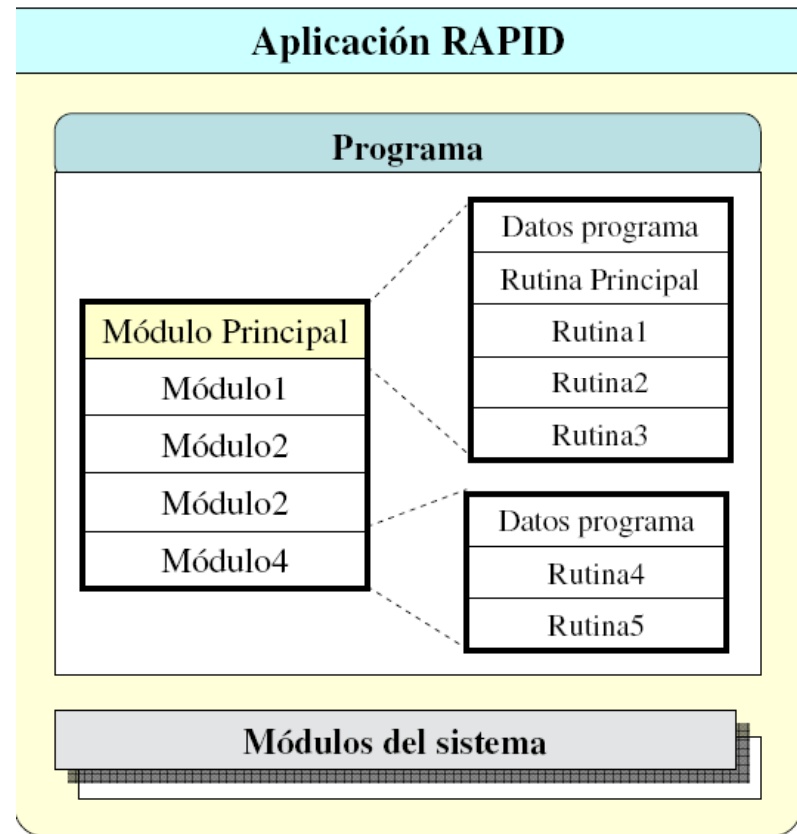 Aplicación RAPID
Programa
Módulo Principal
Módulo1
Módulo2
Módulo2
Módulo4
Datos programa
Rutina Principal
Rutina1
Rutina2
Rutina3
Datos programa
Rutina4
Rutina5
Módulos del sistema